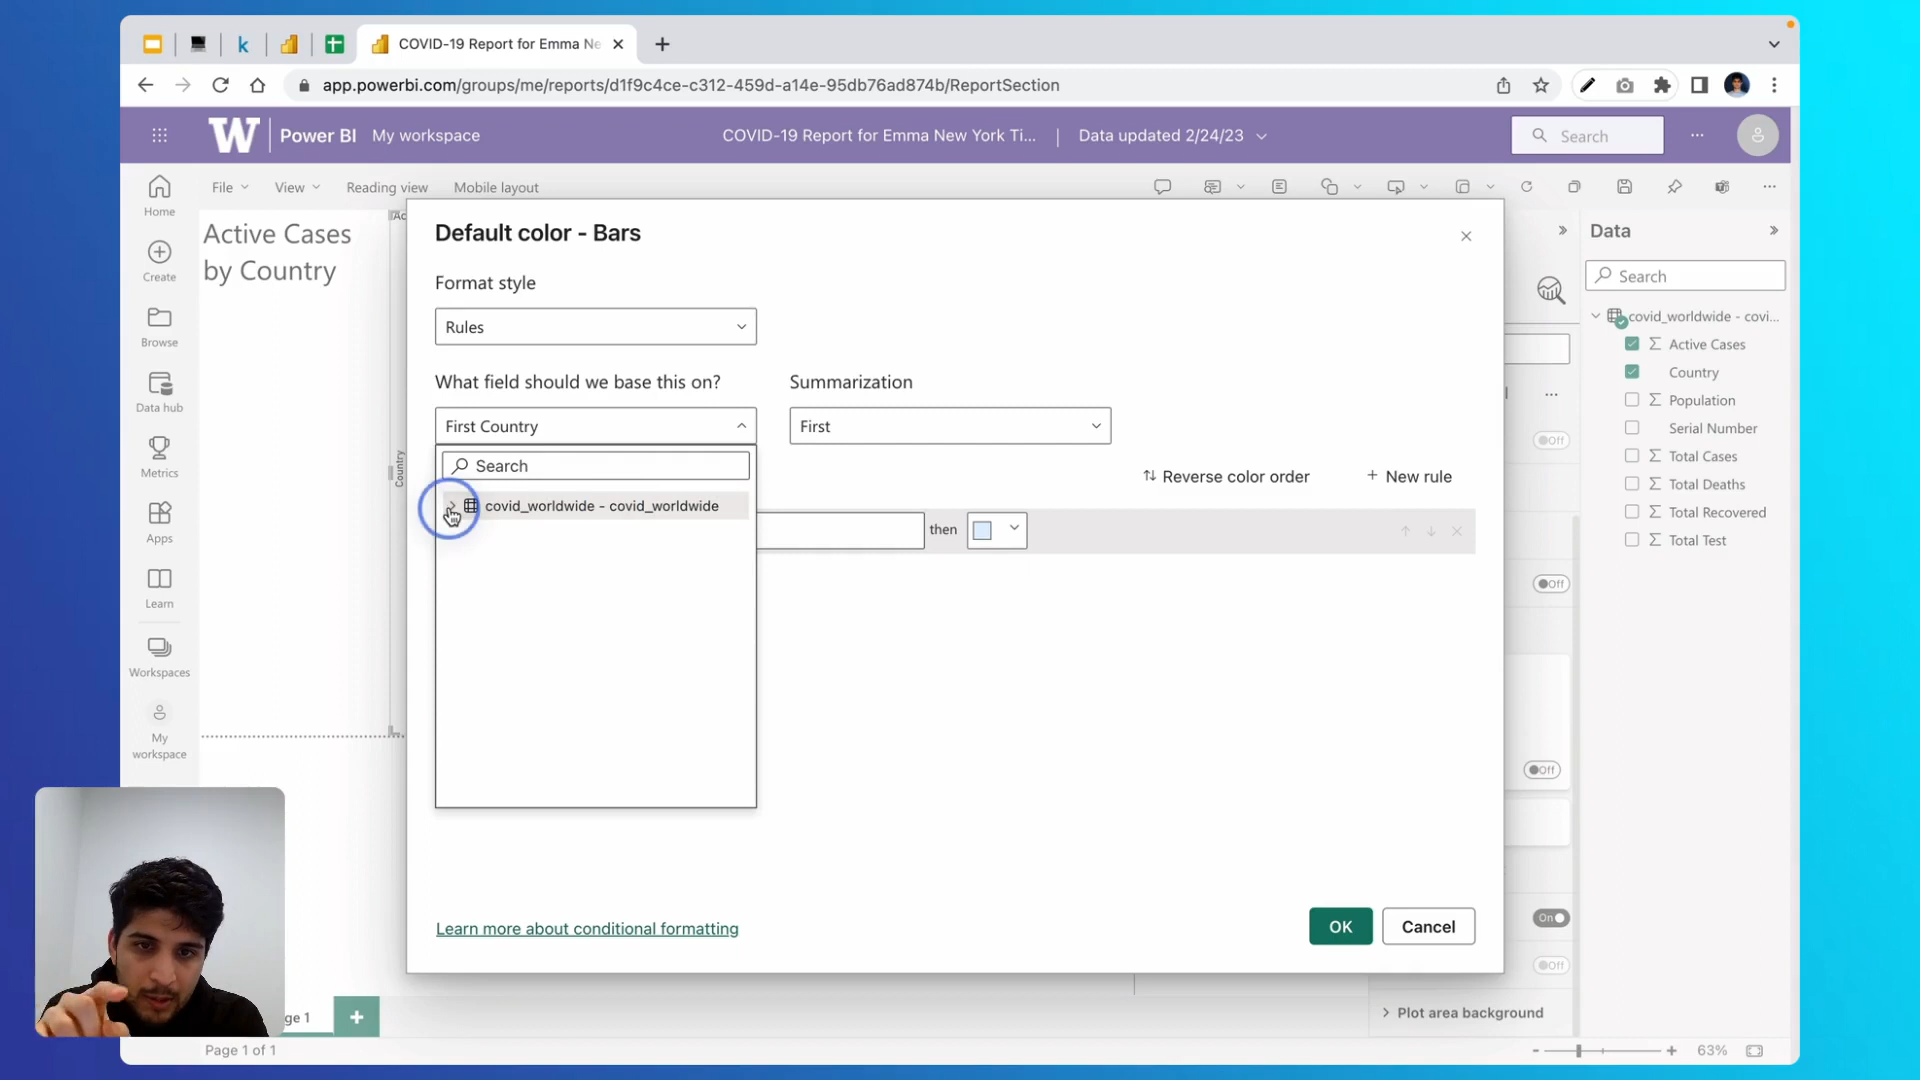 COVID-19 Report for Emma Ne
app.powerbi.com/groups/me/reports/d1f9c4ce-c312-459d-a14e-95db76ad874b/ReportSection
W Power BI My workspace
COVID-19 Report for Emma New York Ti... | Data updated 2/24/23
Search
File View Reading view Mobile layout
Home
Create
Browse
Data hub
Metrics
Apps
Learn
Workspaces
My
workspace
Active Cases
by Country
Country
Default color - Bars
Format style
Rules
What field should we base this on?
Summarization
First Country
First
Search
covid_worldwide - covid_worldwide
Reverse color order
+ New rule
then
Learn more about conditional formatting
OK
Cancel
Data
Search
covid_worldwide - covi...
Active Cases
Country
Population
Serial Number
Total Cases
Total Deaths
Total Recovered
Total Test
Off
Off
Off
On
Off
Plot area background
ge 1
Page 1 of 1
- + 63%